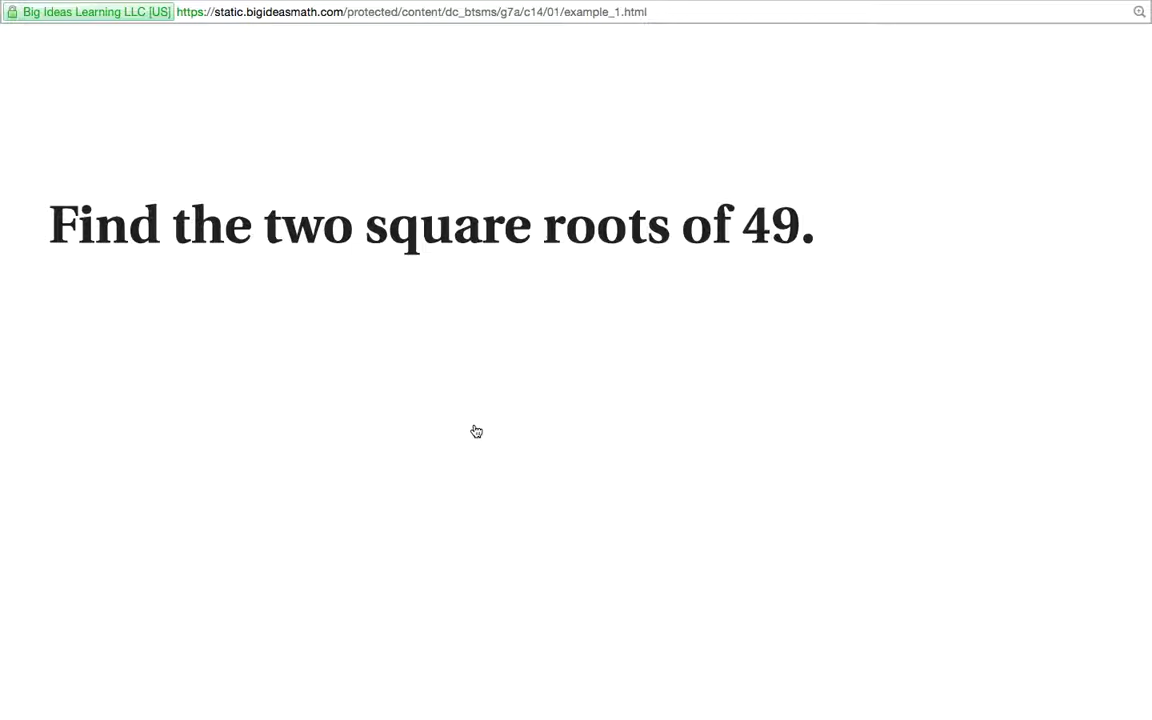 Big Ideas Learning LLC [US] https://static.bigideasmath.com/protected/content/dc_btsms/g7a/c14/01/example_1.html
Find the two square roots of 49.